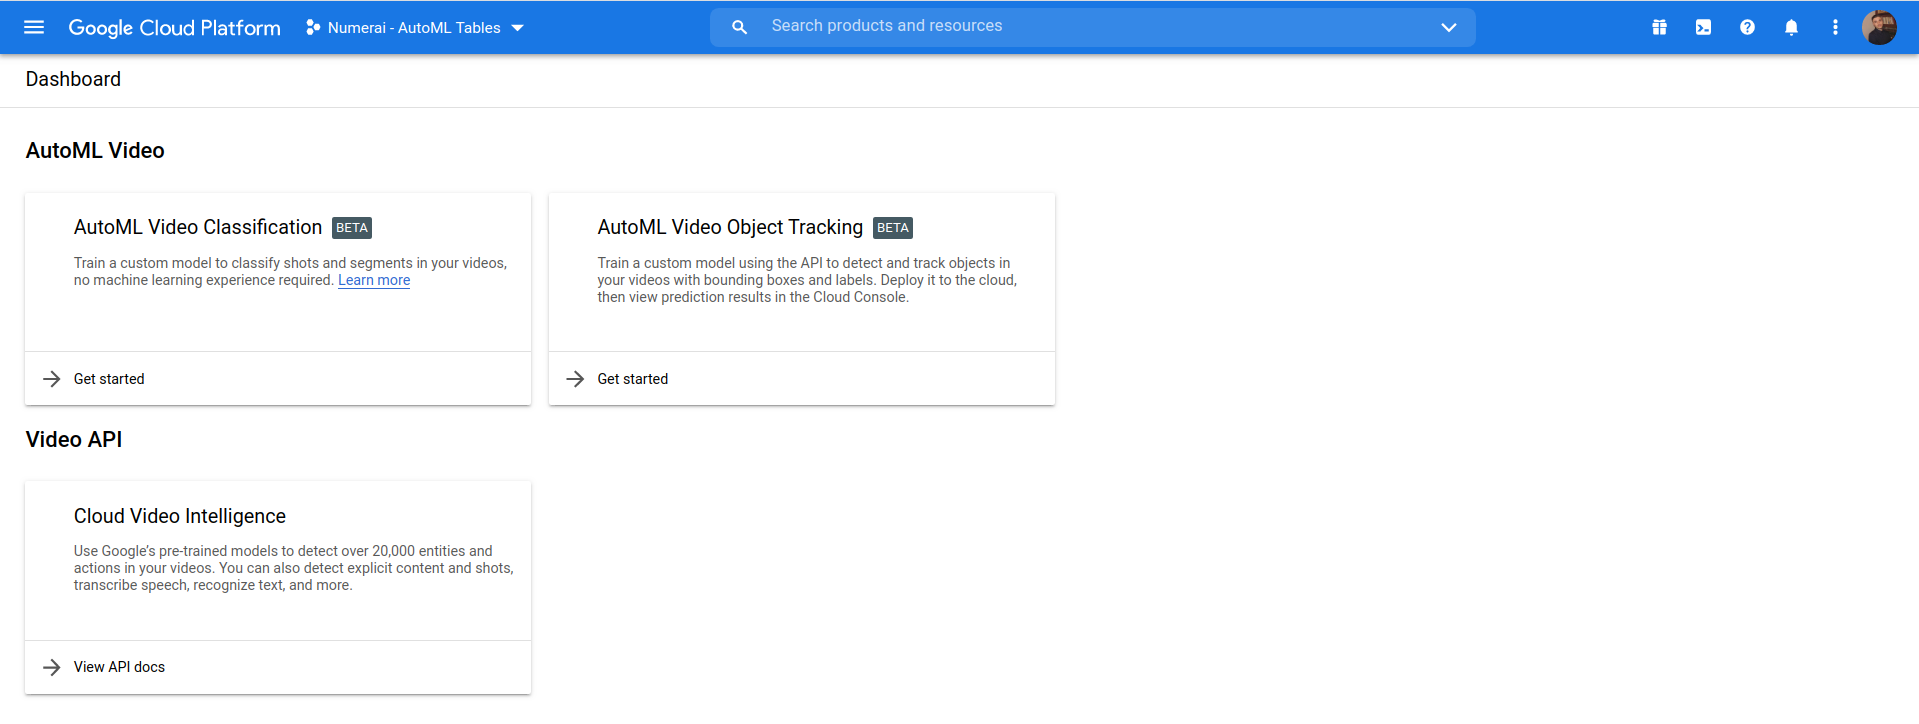 Google Cloud Platform
Numerai - AutoML Tables
Search products and resources
Dashboard
AutoML Video
AutoML Video Classification BETA
Train a custom model to classify shots and segments in your videos,
no machine learning experience required. Learn more
Get started
AutoML Video Object Tracking BETA
Train a custom model using the API to detect and track objects in
your videos with bounding boxes and labels. Deploy it to the cloud,
then view prediction results in the Cloud Console.
Get started
Video API
Cloud Video Intelligence
Use Google’s pre-trained models to detect over 20,000 entities and
actions in your videos. You can also detect explicit content and shots,
transcribe speech, recognize text, and more.
View API docs